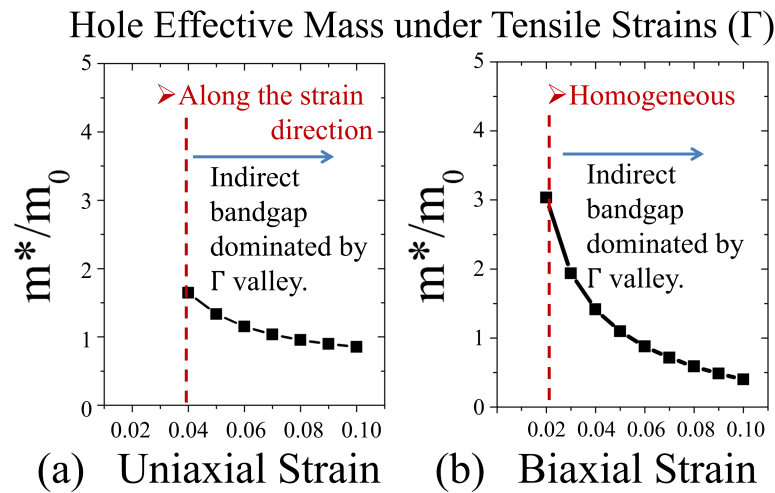 Hole Effective Mass under Tensile Strains (Γ)
5
4
3
2
1
0
m*/m0
➢Along the strain
direction
Indirect
bandgap
dominated by
Γ valley.
0.02 0.04 0.06 0.08 0.10
(a) Uniaxial Strain
5
4
3
2
1
0
m*/m0
➢Homogeneous
Indirect
bandgap
dominated by
Γ valley.
0.02 0.04 0.06 0.08 0.10
(b) Biaxial Strain